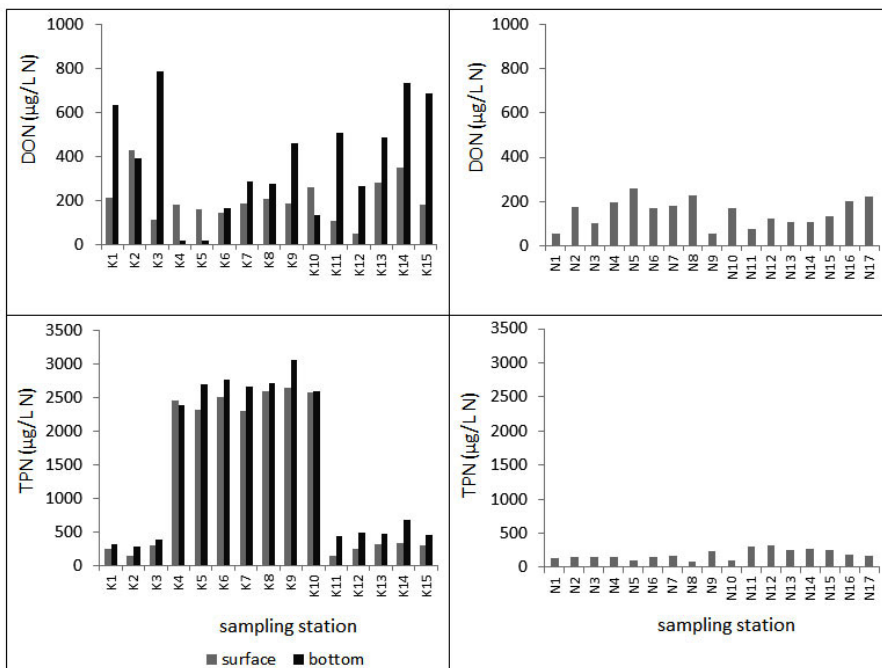 1000
800
600
400
200
0
DON (µg/L N)
K1 K2 K3 K4 K5 K6 K7 K8 K9 K10 K11 K12 K13 K14 K15
1000
800
600
400
200
0
DON (µg/L N)
N1 N2 N3 N4 N5 N6 N7 N8 N9 N10 N11 N12 N13 N14 N15 N16 N17
3500
3000
2500
2000
1500
1000
500
0
TPN (µg/L N)
K1 K2 K3 K4 K5 K6 K7 K8 K9 K10 K11 K12 K13 K14 K15
sampling station
surface bottom
3500
3000
2500
2000
1500
1000
500
0
TPN (µg/L N)
N1 N2 N3 N4 N5 N6 N7 N8 N9 N10 N11 N12 N13 N14 N15 N16 N17
sampling station